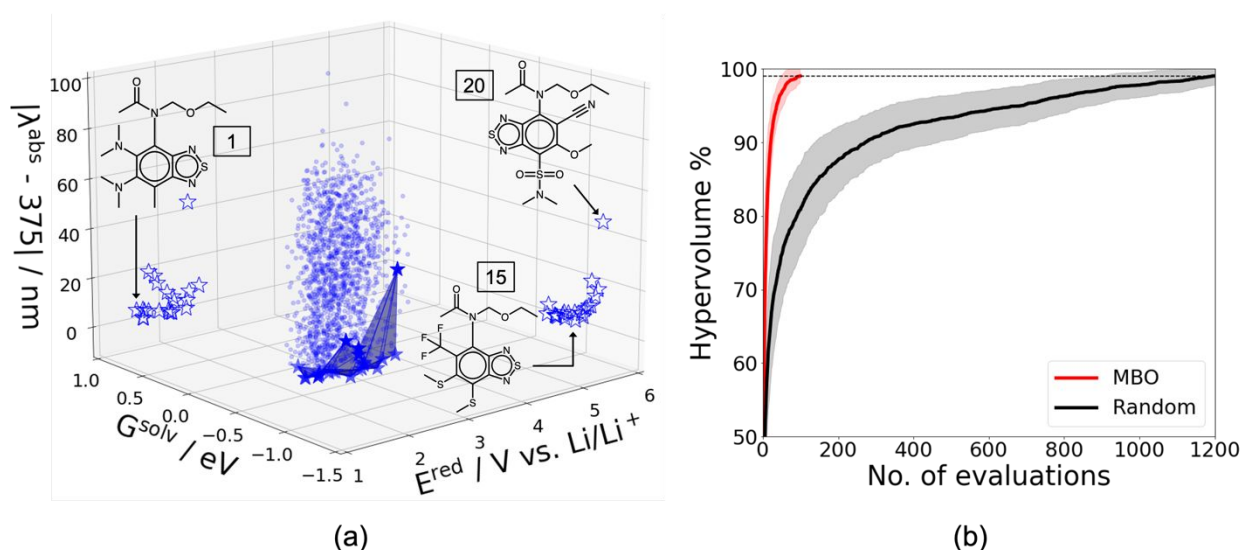 100
80
60
40
20
0
|λabs - 375| / nm
1.0
0.5
0.0
−0.5
−1.0
−1.5
Gsolv / eV
1
2
3
4
5
6
Ered / V vs. Li/Li+
O
N
O
N
N
N
S
N
1
20
O
N
O
N
N
S
N
O
O=S=O
N
15
O
N
O
F
F
F
N
S
N
S
S
(a)
100
90
80
70
60
50
Hypervolume %
0
200
400
600
800
1000
1200
No. of evaluations
MBO
Random
(b)